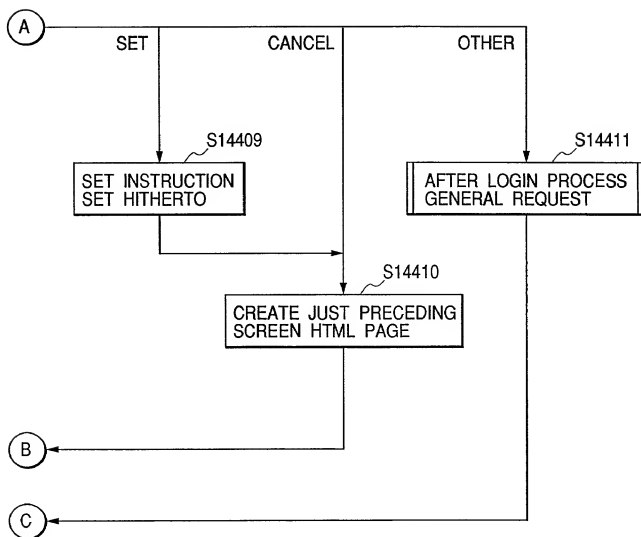 A
SET
CANCEL
OTHER
S14409
S14411
SET INSTRUCTION
SET HITHERTO
AFTER LOGIN PROCESS
GENERAL REQUEST
S14410
CREATE JUST PRECEDING
SCREEN HTML PAGE
B
C